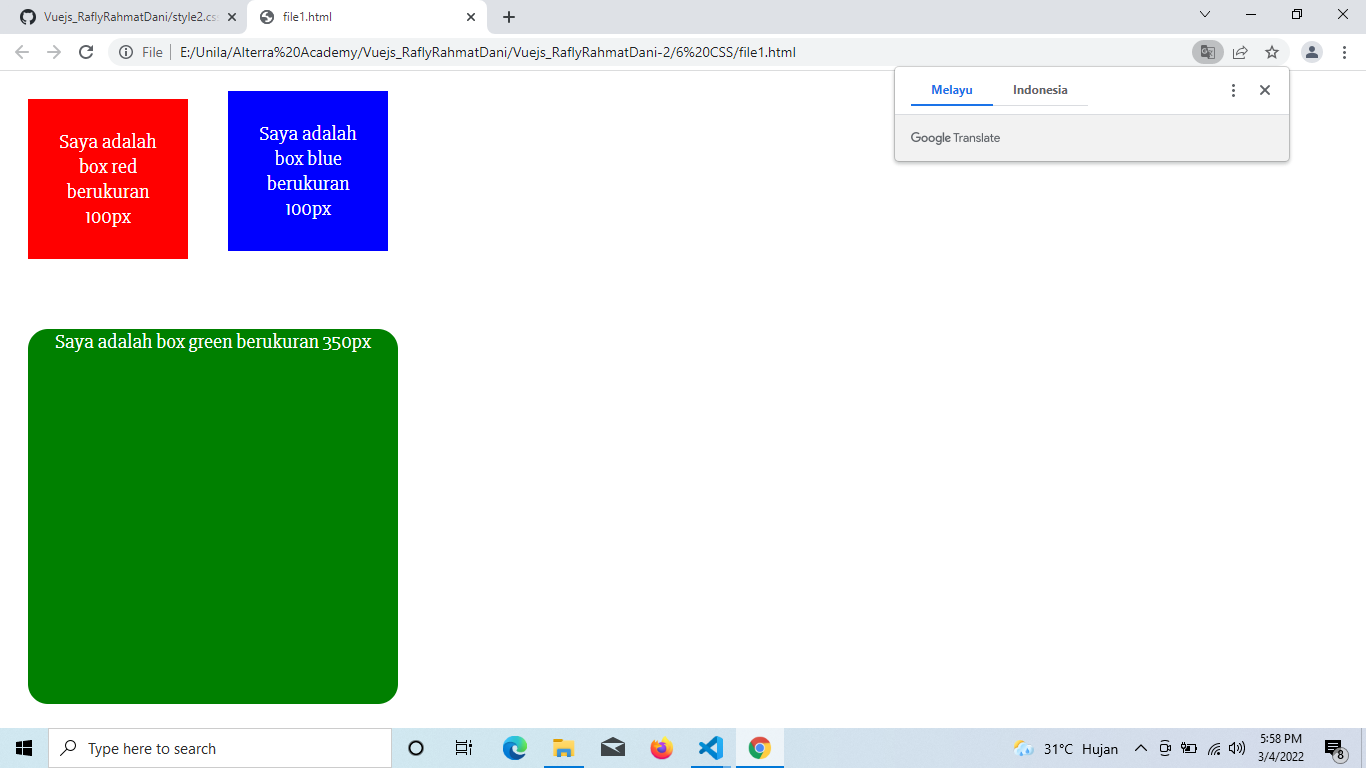 Vuejs_RaflyRahmatDani/style2.cs
file1.html
File
E:/Unila/Alterra%20Academy/Vuejs_RaflyRahmatDani/Vuejs_RaflyRahmatDani-2/6%20CSS/file1.html
Melayu
Indonesia
Google Translate
Saya adalah
box red
berukuran
100px
Saya adalah
box blue
berukuran
100px
Saya adalah box green berukuran 350px
Type here to search
31°C Hujan
5:58 PM
3/4/2022
8